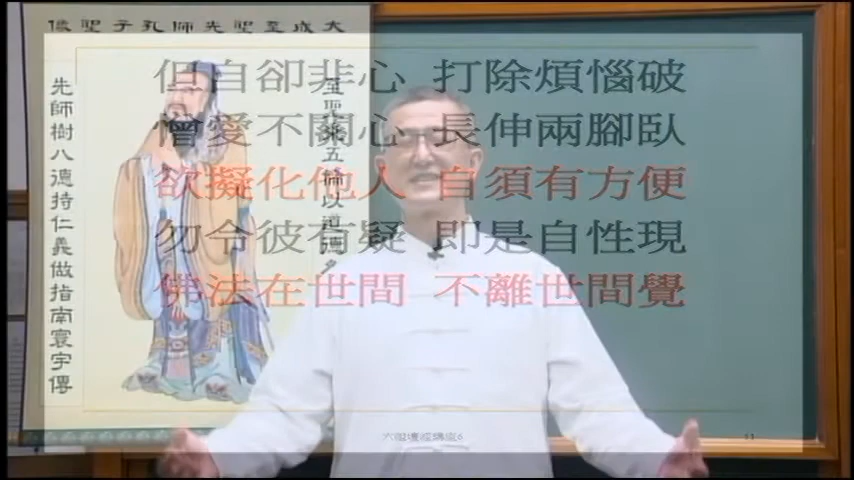 大成至聖先師孔子聖像
但自卻非心 打除煩惱破
憎愛不關心 長伸兩腳臥
欲擬化他人 自須有方便
勿令彼有疑 即是自性現
佛法在世間 不離世間覺
先師樹八德持仁義做指南寰宇傳
六祖壇經講座6
11